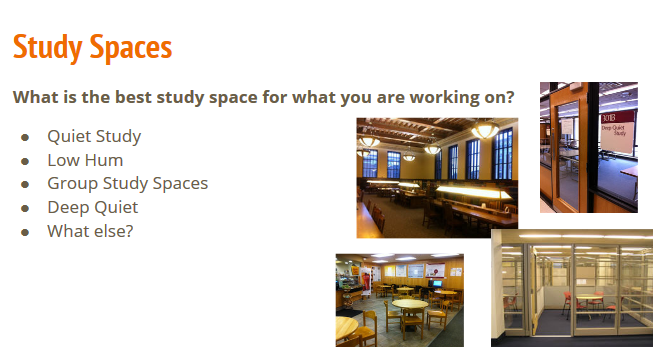 Study Spaces
What is the best study space for what you are working on?
● Quiet Study
● Low Hum
● Group Study Spaces
● Deep Quiet
● What else?
101B
Deep Quiet
Study